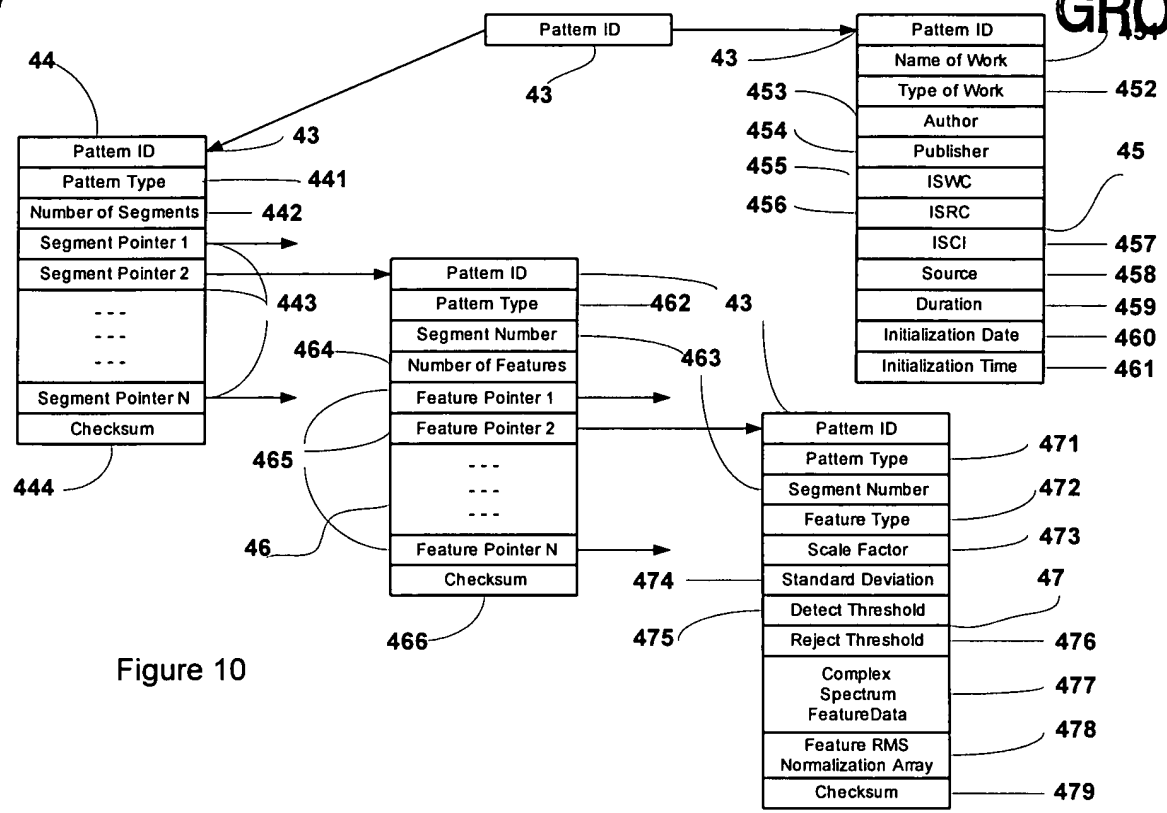 GRO
Pattern ID
43
44
Pattern ID
43
Pattern Type
441
Number of Segments
442
Segment Pointer 1
Segment Pointer 2
443
- - -
- - -
- - -
Segment Pointer N
Checksum
444
Pattern ID
43
Pattern Type
462
Segment Number
463
464
Number of Features
Feature Pointer 1
Feature Pointer 2
465
- - -
- - -
- - -
46
Feature Pointer N
Checksum
466
43
Pattern ID
Name of Work
Type of Work
452
453
Author
454
Publisher
45
455
ISWC
456
ISRC
ISCI
457
Source
458
Duration
459
Initialization Date
460
Initialization Time
461
Pattern ID
Pattern Type
471
Segment Number
Feature Type
472
Scale Factor
473
474
Standard Deviation
47
475
Detect Threshold
Reject Threshold
476
Complex
Spectrum
FeatureData
477
Feature RMS
Normalization Array
478
Checksum
479
Figure 10